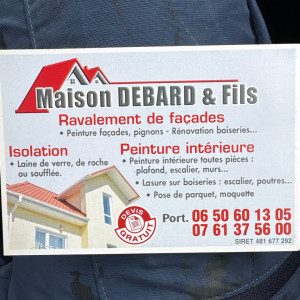 Maison DEBARD & Fils
Ravalement de façades
• Peinture façades, pignons - Rénovation boiseries...
Isolation
• Laine de verre, de roche
ou soufflée.
Peinture intérieure
• Peinture intérieure toutes pièces :
plafond, escalier, murs...
• Lasure sur boiseries : escalier, poutres...
• Pose de parquet, moquette
DEVIS
GRATUIT
Port. 06 50 60 13 05
07 61 37 56 00
SIRET 481 677 292